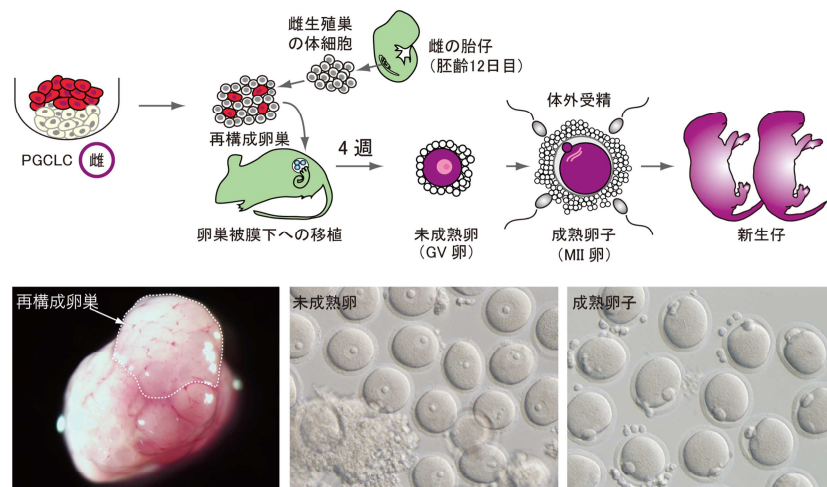 雌生殖巣
の体細胞
雌の胎仔
(胚齢12日目)
PGCLC 雌
再構成卵巣
4週
体外受精
卵巣被膜下への移植
未成熟卵
(GV 卵)
成熟卵子
(MII 卵)
新生仔
再構成卵巣
未成熟卵
成熟卵子